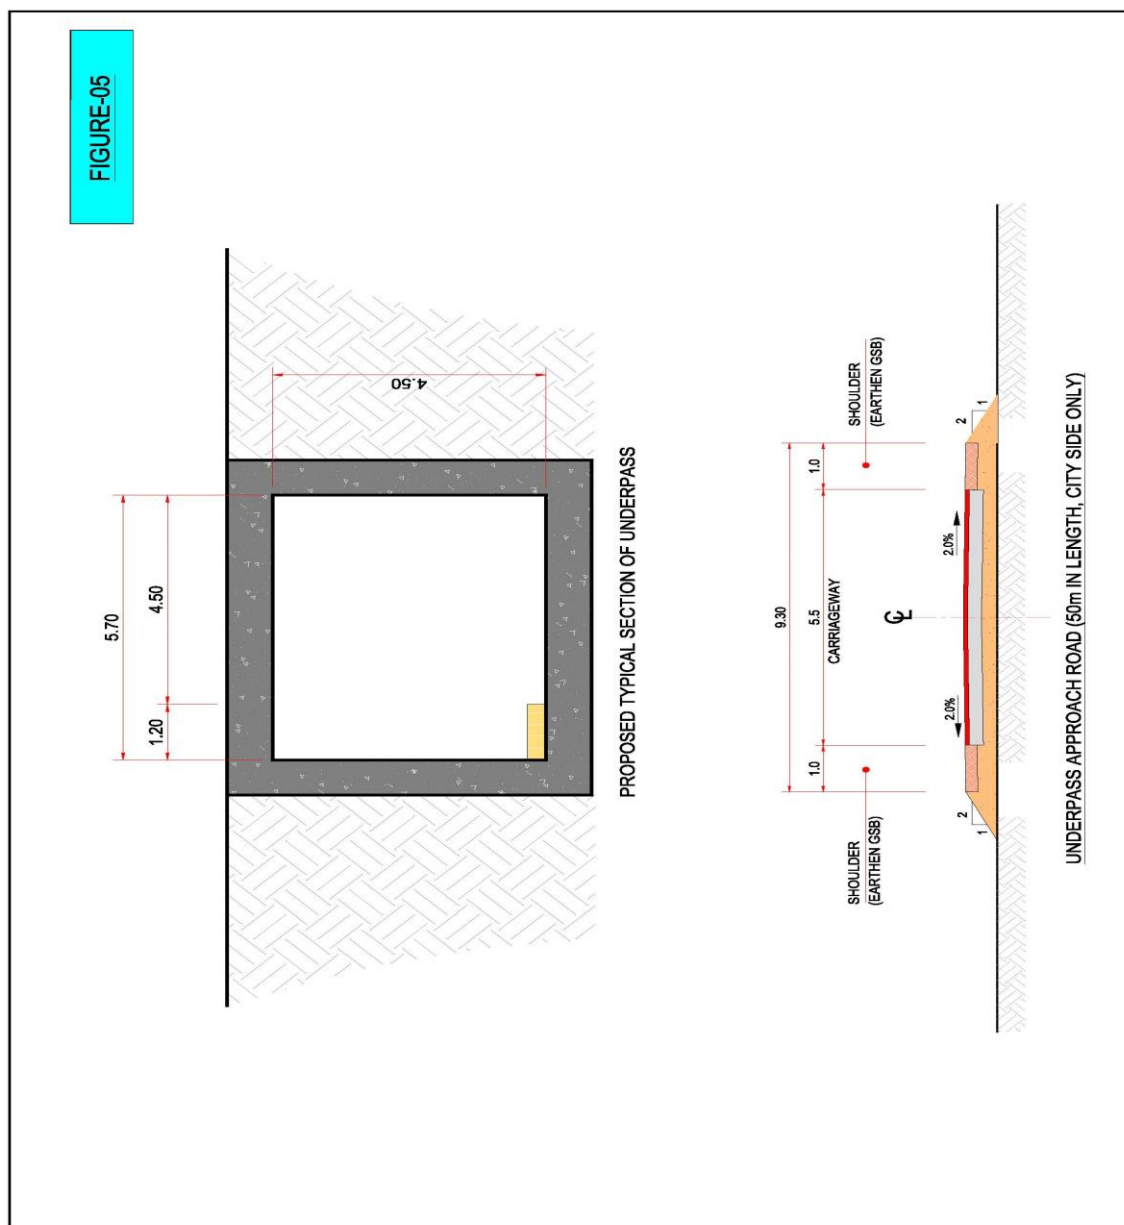 FIGURE-05
5.70
1.20
4.50
4.50
PROPOSED TYPICAL SECTION OF UNDERPASS
SHOULDER
(EARTHEN GSB)
SHOULDER
(EARTHEN GSB)
9.30
1.0
5.5
1.0
CARRIAGEWAY
CL
2.0%
2.0%
2
1
2
1
UNDERPASS APPROACH ROAD (50m IN LENGTH, CITY SIDE ONLY)